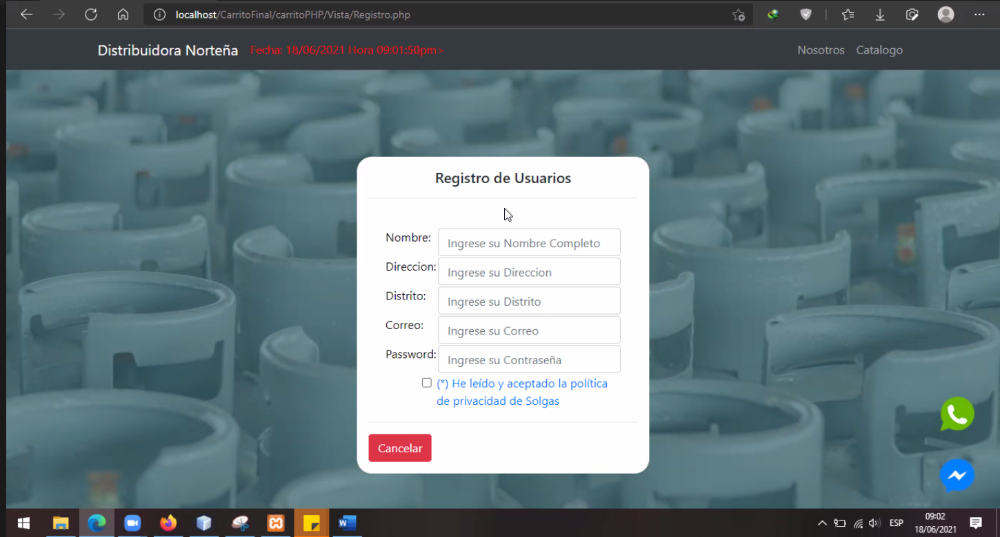 localhost/CarritoFinal/carritoPHP/Vista/Registro.php
Distribuidora Norteña Fecha: 18/06/2021 Hora 09:01:50pm> Nosotros Catalogo
Registro de Usuarios
Nombre: Ingrese su Nombre Completo
Direccion: Ingrese su Direccion
Distrito: Ingrese su Distrito
Correo: Ingrese su Correo
Password: Ingrese su Contraseña
(*) He leído y aceptado la política
de privacidad de Solgas
Cancelar
ESP
09:02
18/06/2021